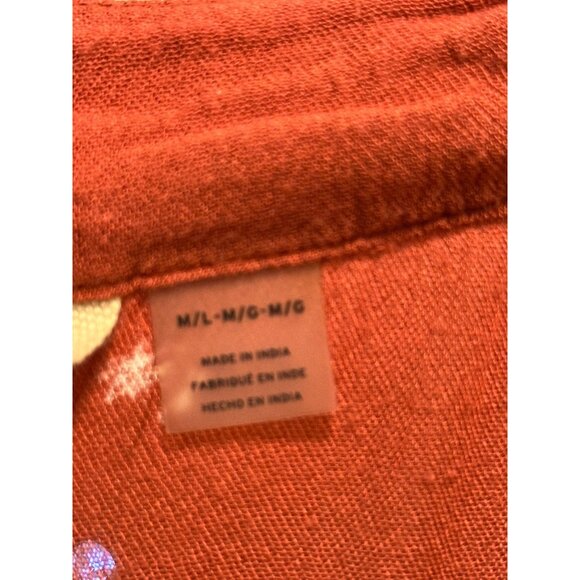 M/L-M/G-M/G
MADE IN INDIA
FABRIQUÉ EN INDE
HECHO EN INDIA